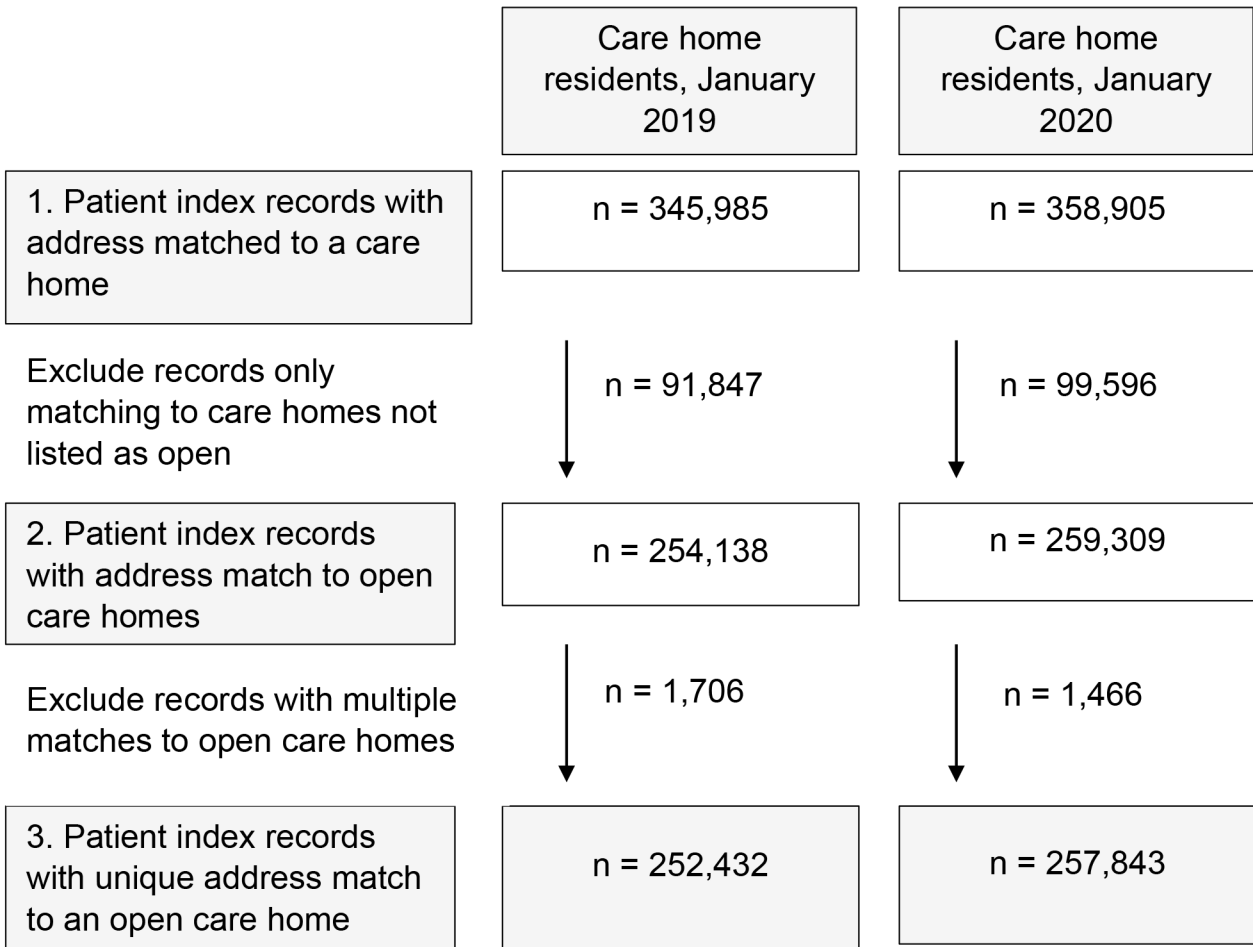 Care home
residents, January
2019
Care home
residents, January
2020
1. Patient index records with
address matched to a care
home
n = 345,985
n = 358,905
Exclude records only
matching to care homes not
listed as open
n = 91,847
n = 99,596
2. Patient index records
with address match to open
care homes
n = 254,138
n = 259,309
Exclude records with multiple
matches to open care homes
n = 1,706
n = 1,466
3. Patient index records
with unique address match
to an open care home
n = 252,432
n = 257,843